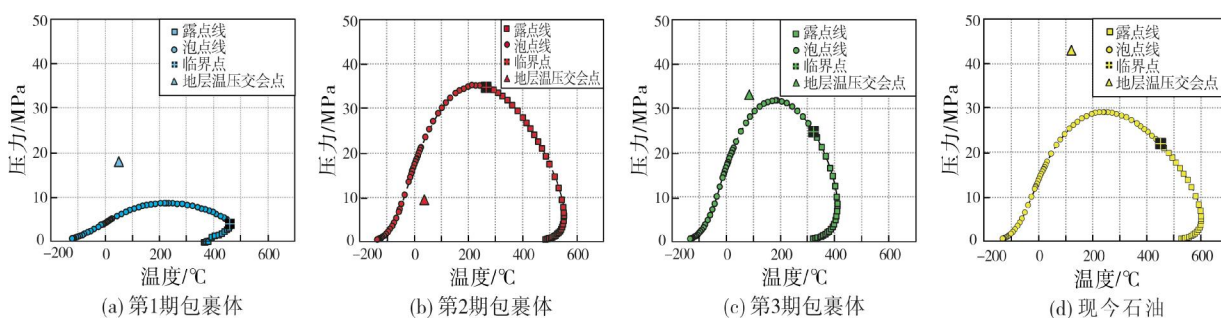 50
40
30
20
10
0
-200
0
200
400
600
压力/MPa
温度/℃
露点线
泡点线
临界点
地层温压交会点
(a) 第1期包裹体
50
40
30
20
10
0
-200
0
200
400
600
压力/MPa
温度/℃
露点线
泡点线
临界点
地层温压交会点
(b) 第2期包裹体
50
40
30
20
10
0
-200
0
200
400
600
压力/MPa
温度/℃
露点线
泡点线
临界点
地层温压交会点
(c) 第3期包裹体
50
40
30
20
10
0
-200
0
200
400
600
压力/MPa
温度/℃
露点线
泡点线
临界点
地层温压交会点
(d) 现今石油